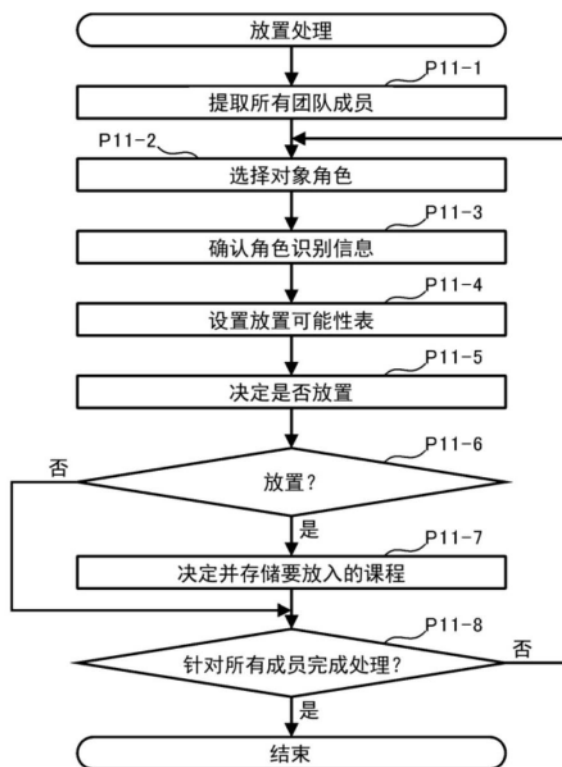 放置处理
P11-1
提取所有团队成员
P11-2
选择对象角色
P11-3
确认角色识别信息
P11-4
设置放置可能性表
P11-5
决定是否放置
P11-6
否
放置？
是
P11-7
决定并存储要放入的课程
P11-8
针对所有成员完成处理？
否
是
结束